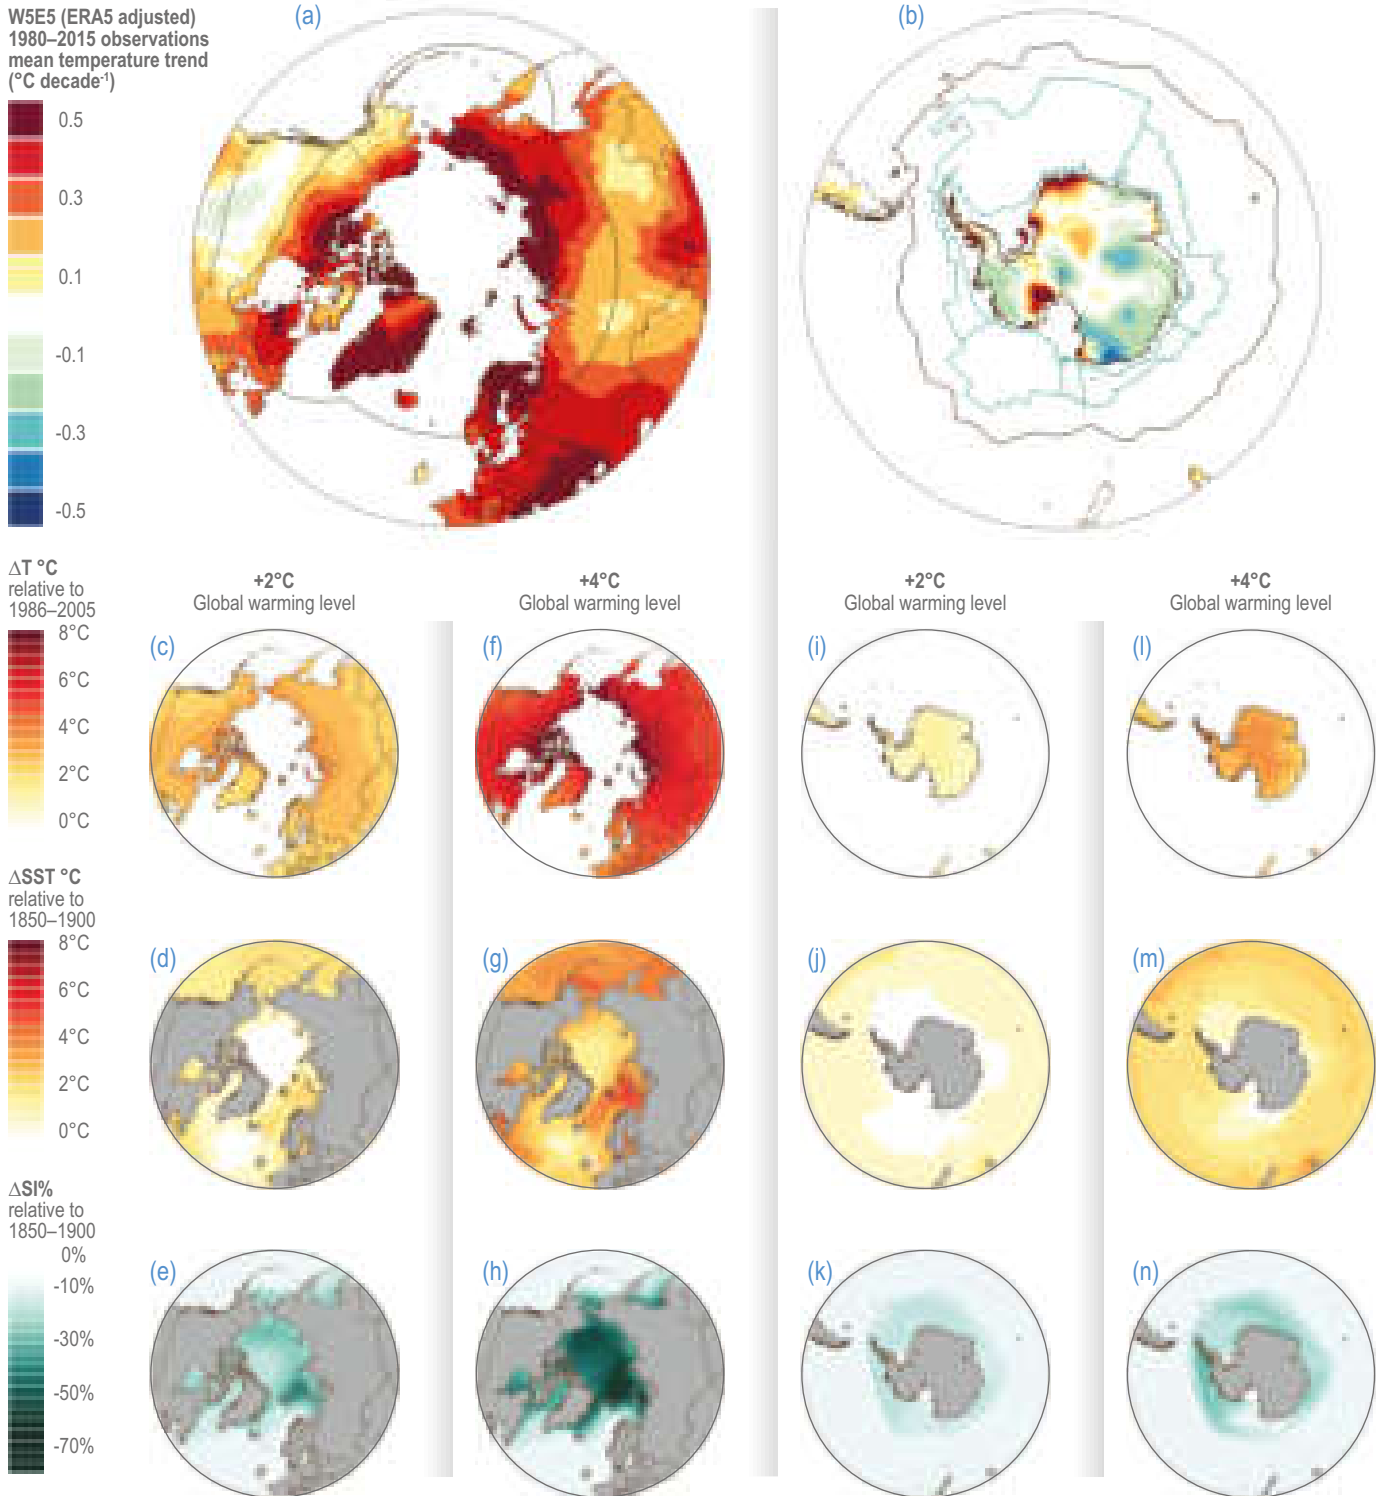 W5E5 (ERA5 adjusted)
1980–2015 observations
mean temperature trend
(°C decade⁻¹)
0.5
0.3
0.1
-0.1
-0.3
-0.5
(a)
(b)
ΔT °C
relative to
1986–2005
8°C
6°C
4°C
2°C
0°C
+2°C
Global warming level
+4°C
Global warming level
+2°C
Global warming level
+4°C
Global warming level
(c)
(f)
(i)
(l)
ΔSST °C
relative to
1850–1900
8°C
6°C
4°C
2°C
0°C
(d)
(g)
(j)
(m)
ΔSI%
relative to
1850–1900
0%
-10%
-30%
-50%
-70%
(e)
(h)
(k)
(n)